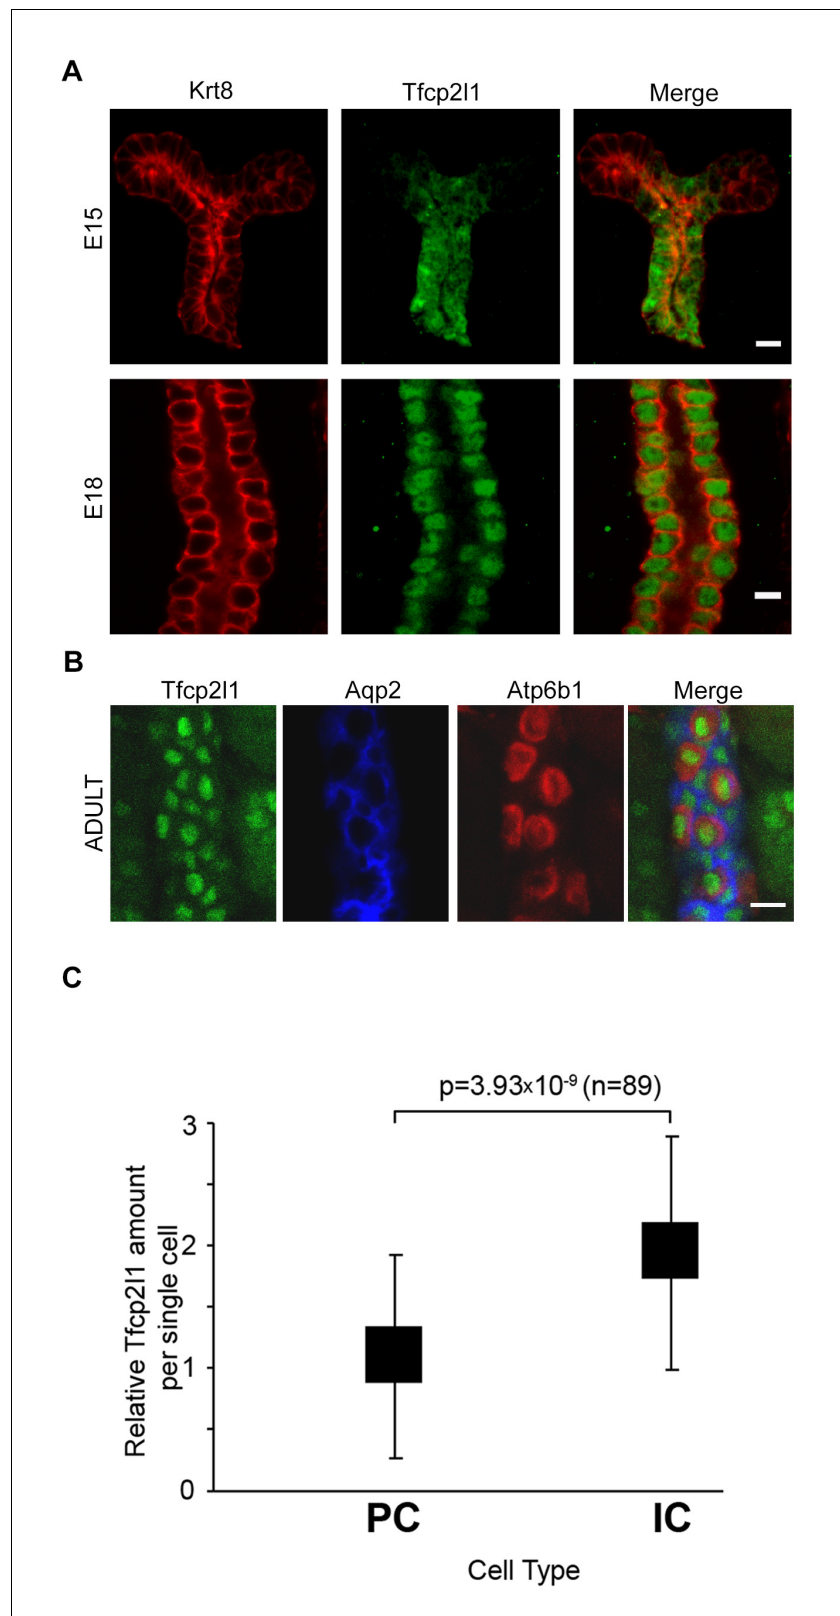 A
Krt8 Tfcp2l1 Merge
E15
E18
B
Tfcp2l1 Aqp2 Atp6b1 Merge
ADULT
C
p=3.93x10⁻⁹ (n=89)
3
2
1
0
Relative Tfcp2l1 amount
per single cell
PC IC
Cell Type